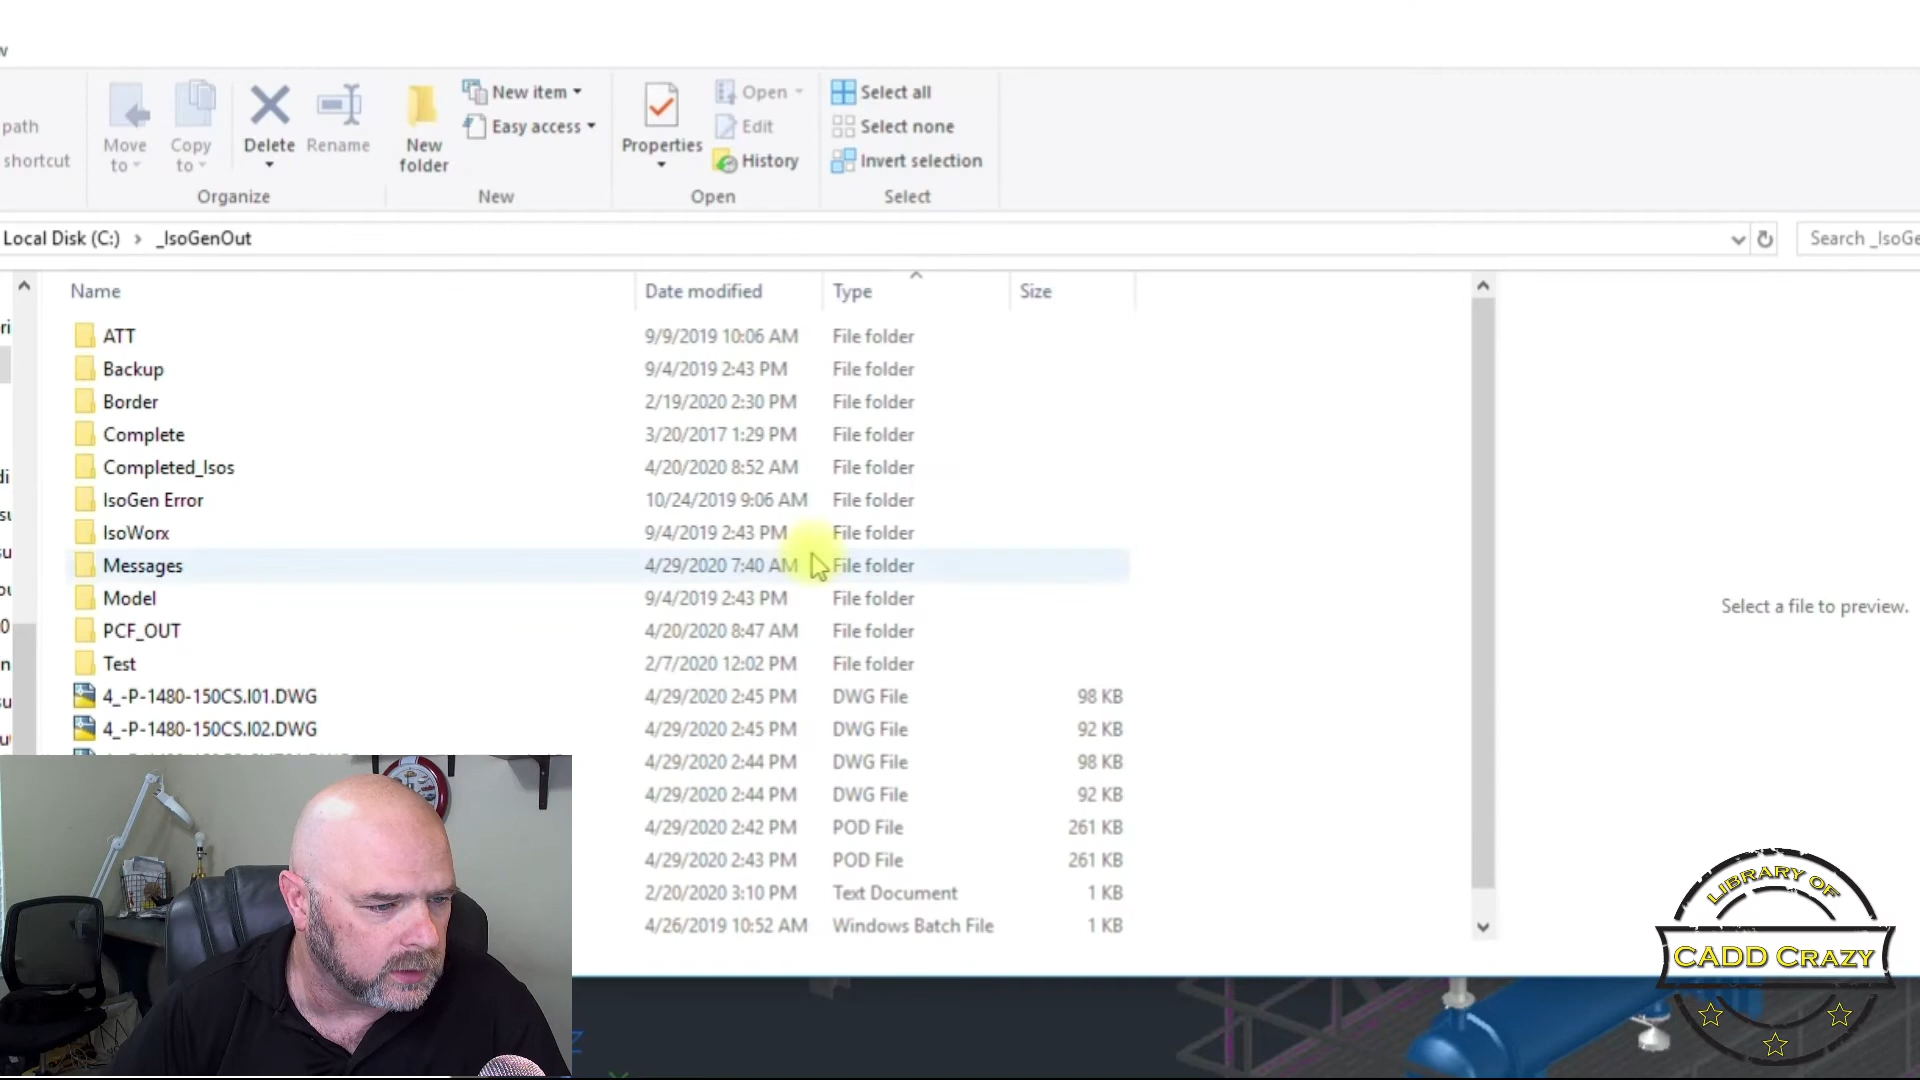 w
path
shortcut
Move to
Copy to
Delete
Rename
New folder
New item
Easy access
Properties
Open
Edit
History
Select all
Select none
Invert selection
Organize
New
Open
Select
Local Disk (C:) › _IsoGenOut
Search _IsoGe
Name Date modified Type Size
ATT 9/9/2019 10:06 AM File folder
Backup 9/4/2019 2:43 PM File folder
Border 2/19/2020 2:30 PM File folder
Complete 3/20/2017 1:29 PM File folder
Completed_Isos 4/20/2020 8:52 AM File folder
IsoGen Error 10/24/2019 9:06 AM File folder
IsoWorx 9/4/2019 2:43 PM File folder
Messages 4/29/2020 7:40 AM File folder
Model 9/4/2019 2:43 PM File folder
PCF_OUT 4/20/2020 8:47 AM File folder
Test 2/7/2020 12:02 PM File folder
4_-P-1480-150CS.I01.DWG 4/29/2020 2:45 PM DWG File 98 KB
4_-P-1480-150CS.I02.DWG 4/29/2020 2:45 PM DWG File 92 KB
4/29/2020 2:44 PM DWG File 98 KB
4/29/2020 2:44 PM DWG File 92 KB
4/29/2020 2:42 PM POD File 261 KB
4/29/2020 2:43 PM POD File 261 KB
2/20/2020 3:10 PM Text Document 1 KB
4/26/2019 10:52 AM Windows Batch File 1 KB
Select a file to preview.
LIBRARY OF
CADD CRAZY